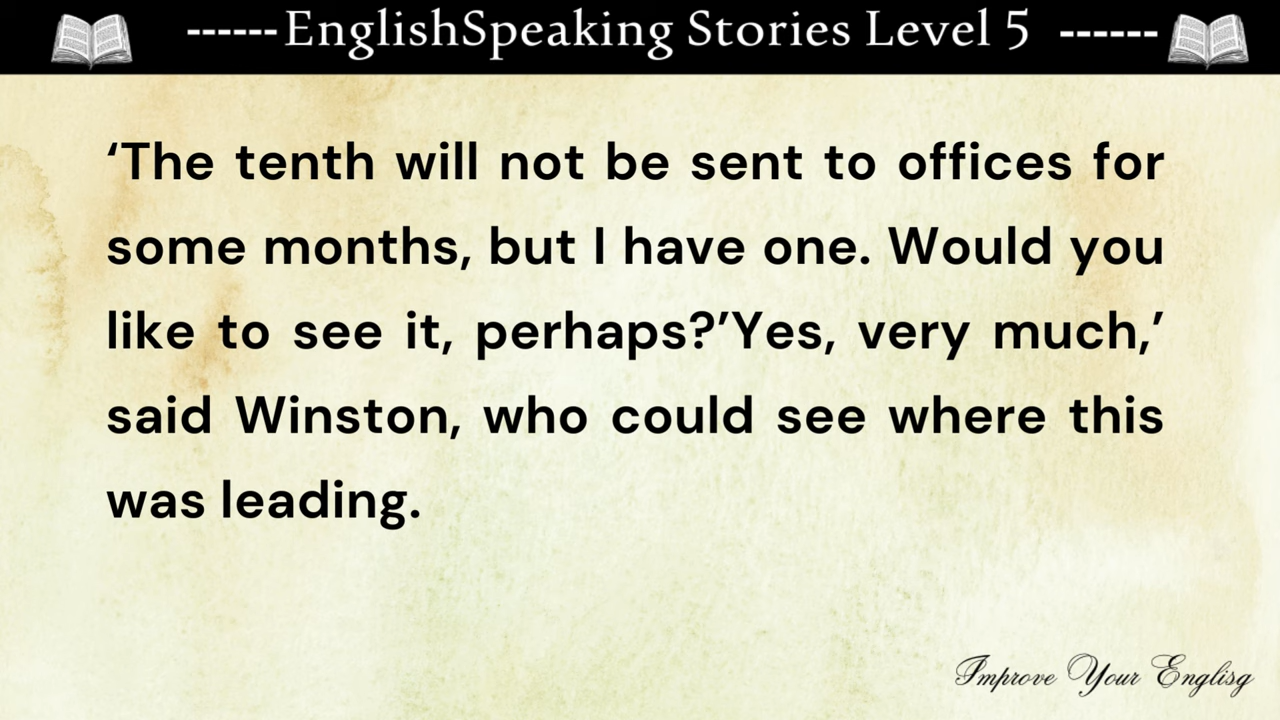 ------EnglishSpeaking Stories Level 5 ------
‘The tenth will not be sent to offices for
some months, but I have one. Would you
like to see it, perhaps?’Yes, very much,’
said Winston, who could see where this
was leading.
Improve Your Englisg